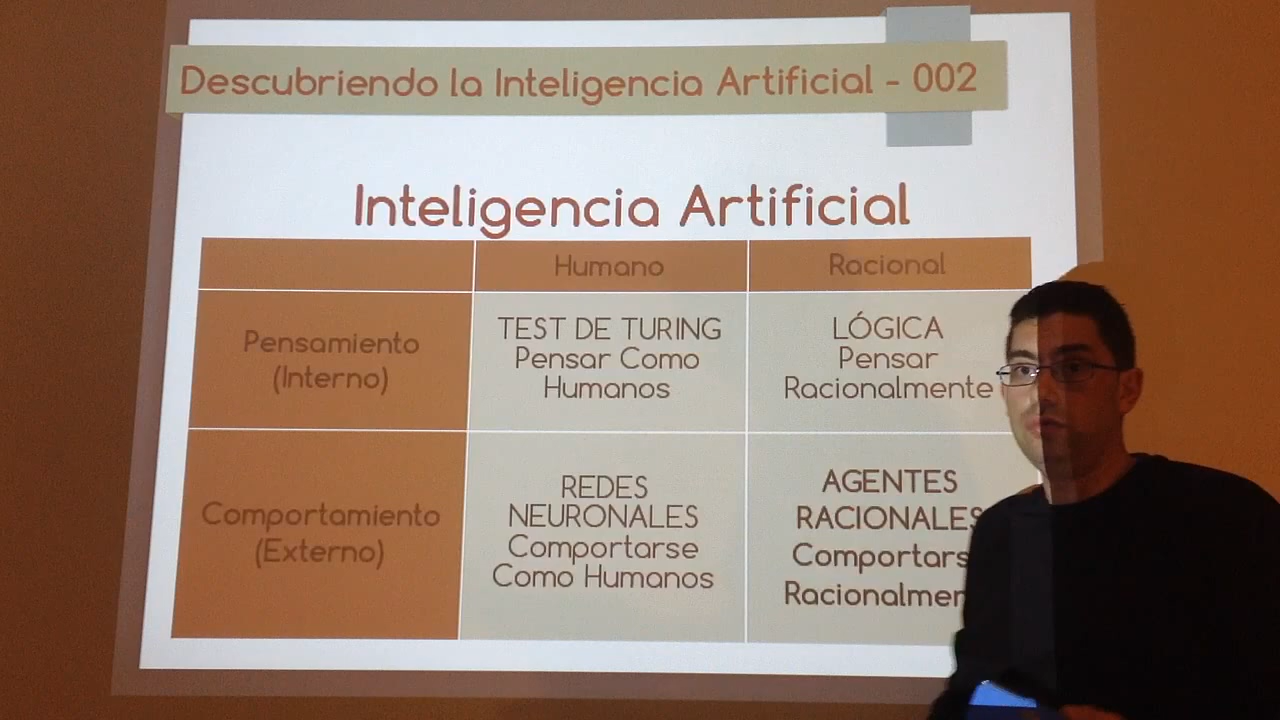 Descubriendo la Inteligencia Artificial - 002
Inteligencia Artificial
Humano
Racional
Pensamiento
(Interno)
TEST DE TURING
Pensar Como
Humanos
LÓGICA
Pensar
Racionalmente
Comportamiento
(Externo)
REDES
NEURONALES
Comportarse
Como Humanos
AGENTES
RACIONALES